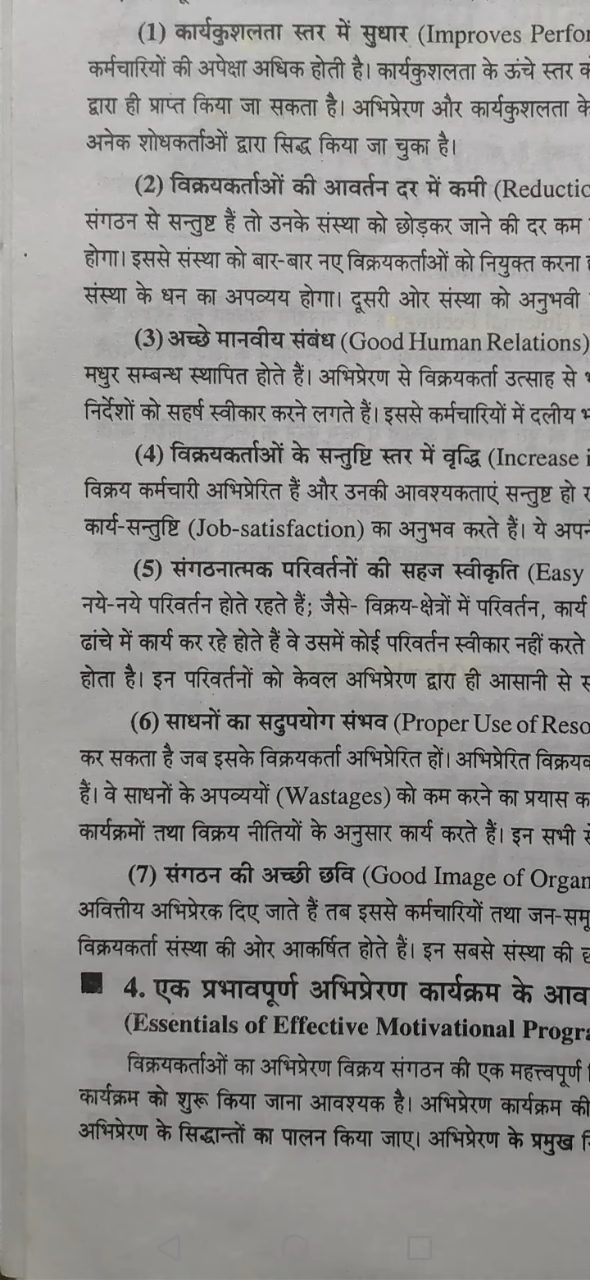 (1) कार्यकुशलता स्तर में सुधार (Improves Perfor
कर्मचारियों की अपेक्षा अधिक होती है। कार्यकुशलता के ऊंचे स्तर क
द्वारा ही प्राप्त किया जा सकता है। अभिप्रेरण और कार्यकुशलता के
अनेक शोधकर्ताओं द्वारा सिद्ध किया जा चुका है।
(2) विक्रयकर्ताओं की आवर्तन दर में कमी (Reductio
संगठन से सन्तुष्ट हैं तो उनके संस्था को छोड़कर जाने की दर कम
होगा। इससे संस्था को बार-बार नए विक्रयकर्ताओं को नियुक्त करना
संस्था के धन का अपव्यय होगा। दूसरी ओर संस्था को अनुभवी
(3) अच्छे मानवीय संबंध (Good Human Relations)
मधुर सम्बन्ध स्थापित होते हैं। अभिप्रेरण से विक्रयकर्ता उत्साह से
निर्देशों को सहर्ष स्वीकार करने लगते हैं। इससे कर्मचारियों में दलीय
(4) विक्रयकर्ताओं के सन्तुष्टि स्तर में वृद्धि (Increase i
विक्रय कर्मचारी अभिप्रेरित हैं और उनकी आवश्यकताएं सन्तुष्ट हो
कार्य-सन्तुष्टि (Job-satisfaction) का अनुभव करते हैं। ये अपन
(5) संगठनात्मक परिवर्तनों की सहज स्वीकृति (Easy
नये-नये परिवर्तन होते रहते हैं; जैसे- विक्रय-क्षेत्रों में परिवर्तन, कार्य
ढांचे में कार्य कर रहे होते हैं वे उसमें कोई परिवर्तन स्वीकार नहीं करते
होता है। इन परिवर्तनों को केवल अभिप्रेरण द्वारा ही आसानी से स
(6) साधनों का सदुपयोग संभव (Proper Use of Reso
कर सकता है जब इसके विक्रयकर्ता अभिप्रेरित हों। अभिप्रेरित विक्रयव
हैं। वे साधनों के अपव्ययों (Wastages) को कम करने का प्रयास क
कार्यक्रमों तथा विक्रय नीतियों के अनुसार कार्य करते हैं। इन सभी से
(7) संगठन की अच्छी छवि (Good Image of Organ
अवित्तीय अभिप्रेरक दिए जाते हैं तब इससे कर्मचारियों तथा जन-समू
विक्रयकर्ता संस्था की ओर आकर्षित होते हैं। इन सबसे संस्था की
4. एक प्रभावपूर्ण अभिप्रेरण कार्यक्रम के आव
(Essentials of Effective Motivational Progra
विक्रयकर्ताओं का अभिप्रेरण विक्रय संगठन की एक महत्त्वपूर्ण
कार्यक्रम को शुरू किया जाना आवश्यक है। अभिप्रेरण कार्यक्रम की
अभिप्रेरण के सिद्धान्तों का पालन किया जाए। अभिप्रेरण के प्रमुख